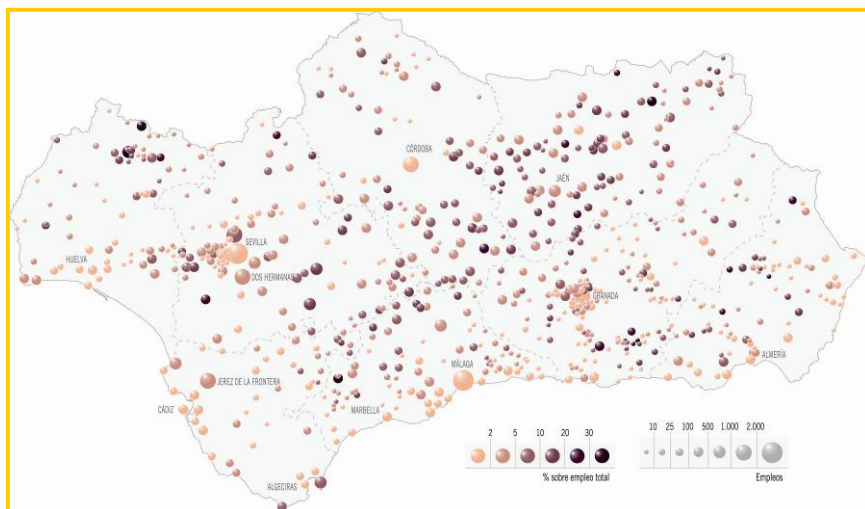 CÓRDOBA
JAÉN
SEVILLA
HUELVA
DOS HERMANAS
GRANADA
ALMERÍA
MÁLAGA
JEREZ DE LA FRONTERA
CÁDIZ
MARBELLA
ALGECIRAS
2 5 10 20 30
% sobre empleo total
10 25 100 500 1.000 2.000
Empleos